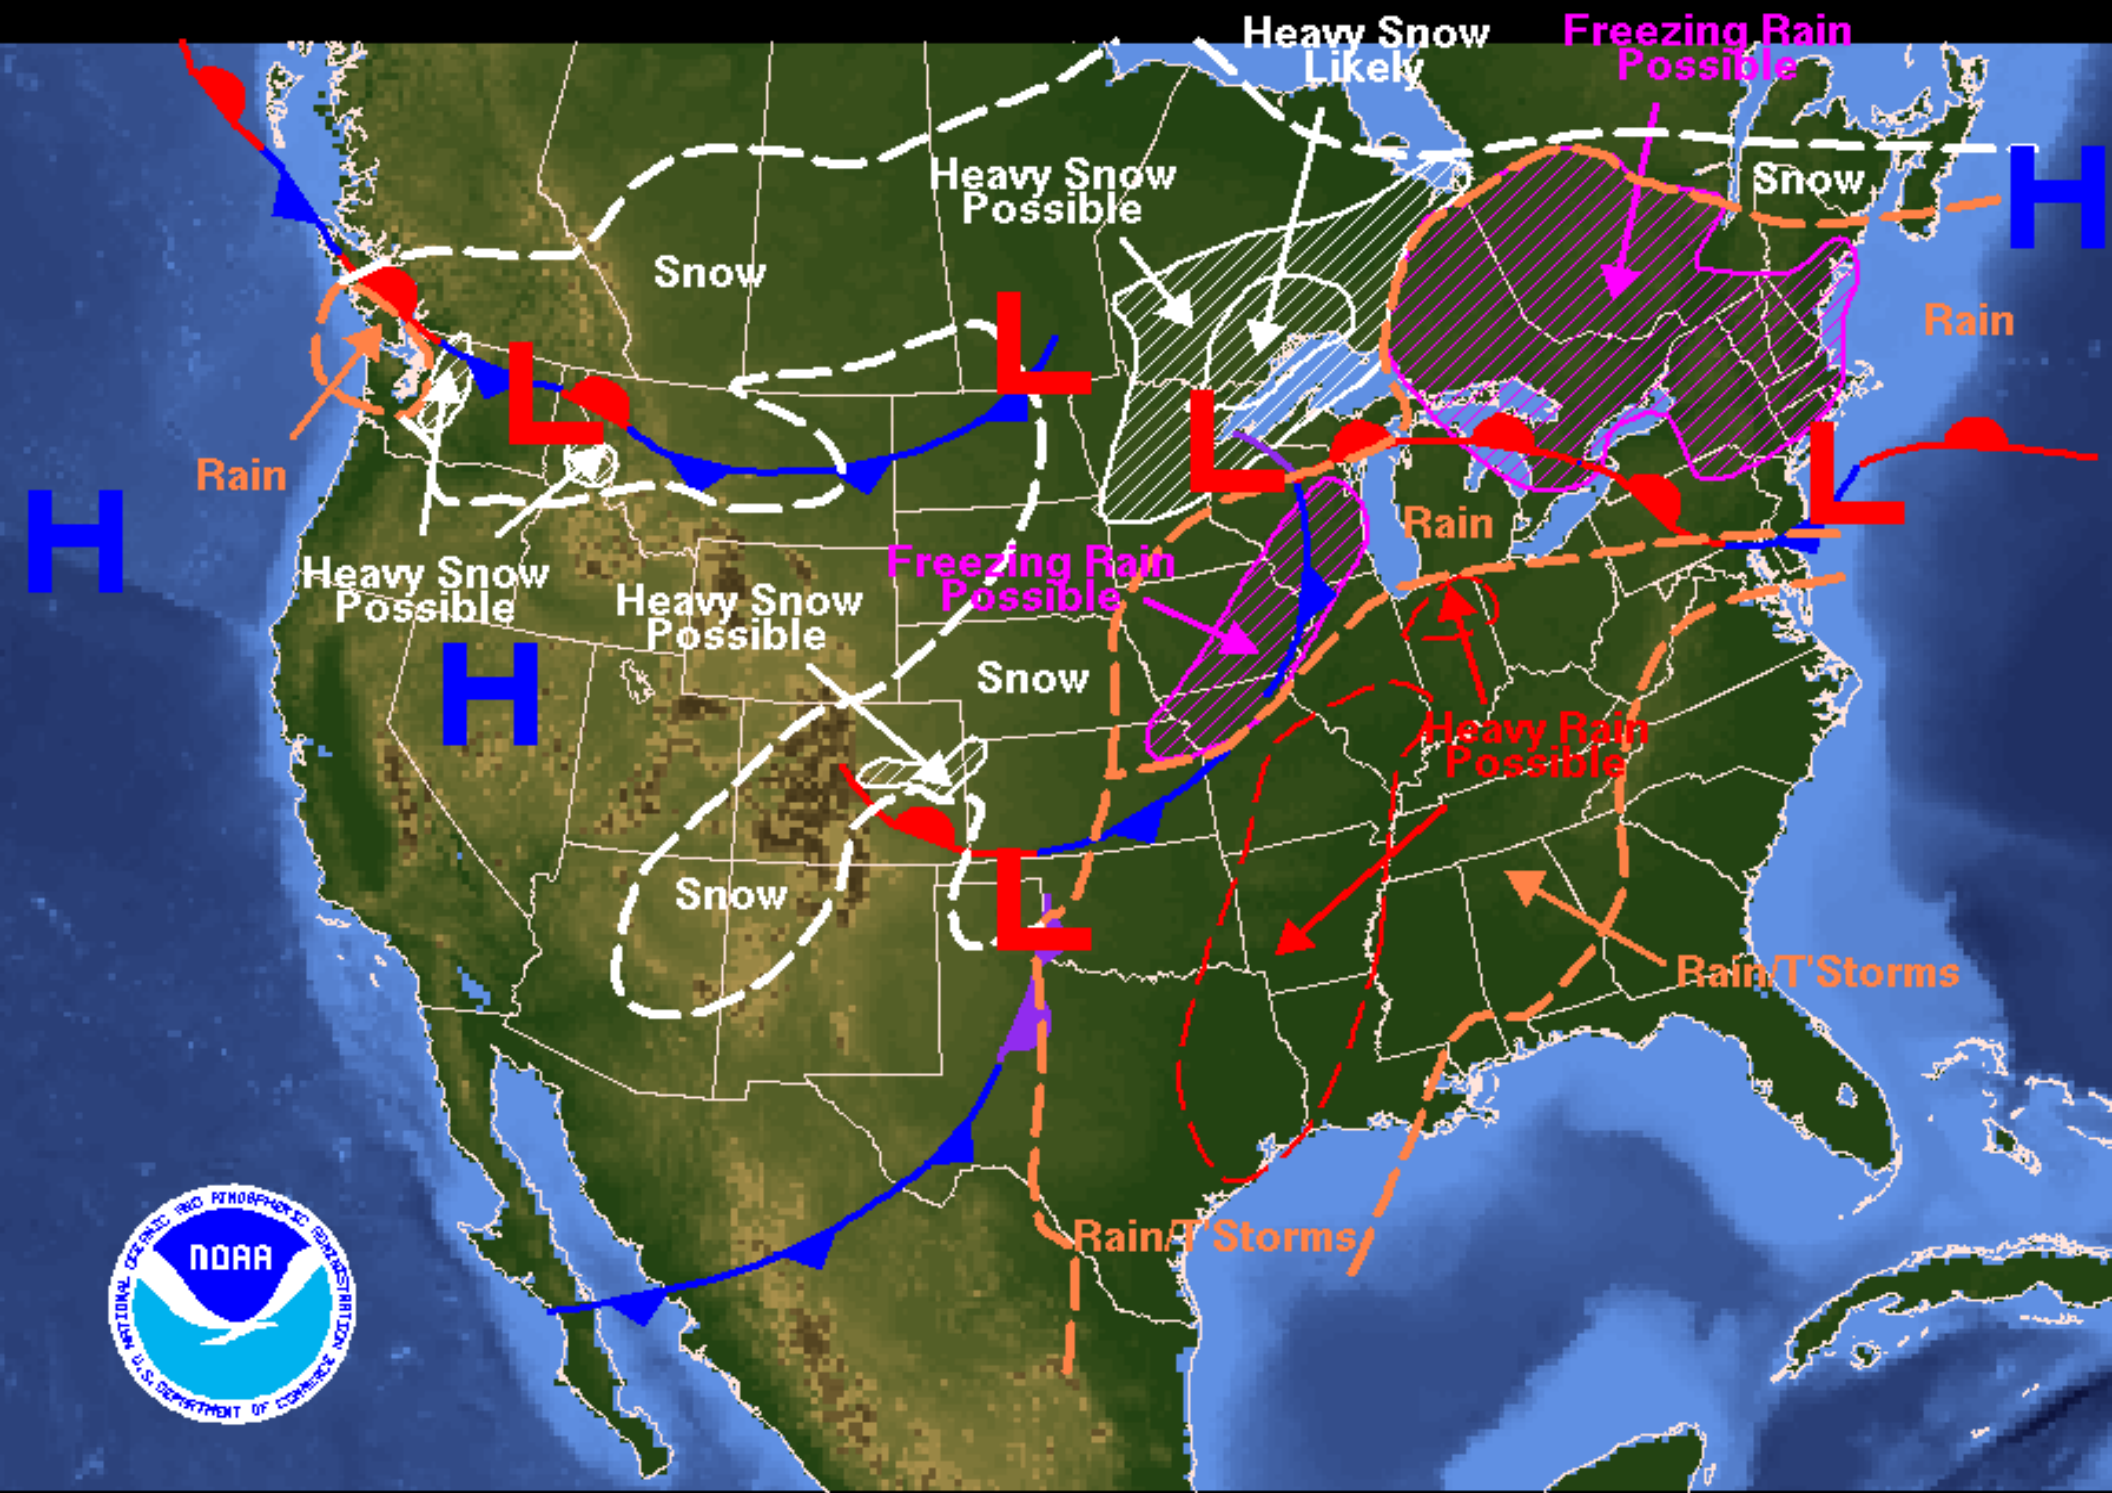 Heavy Snow
Likely
Freezing Rain
Possible
Heavy Snow
Possible
Snow
H
Snow
L
Rain
L
L
L
Rain
H
Rain
Freezing Rain
Possible
Heavy Snow
Possible
Heavy Snow
Possible
H
Snow
Heavy Rain
Possible
Snow
L
Rain/T'Storms
Rain/T'Storms
NATIONAL OCEANIC AND ATMOSPHERIC ADMINISTRATION
NOAA
U.S. DEPARTMENT OF COMMERCE